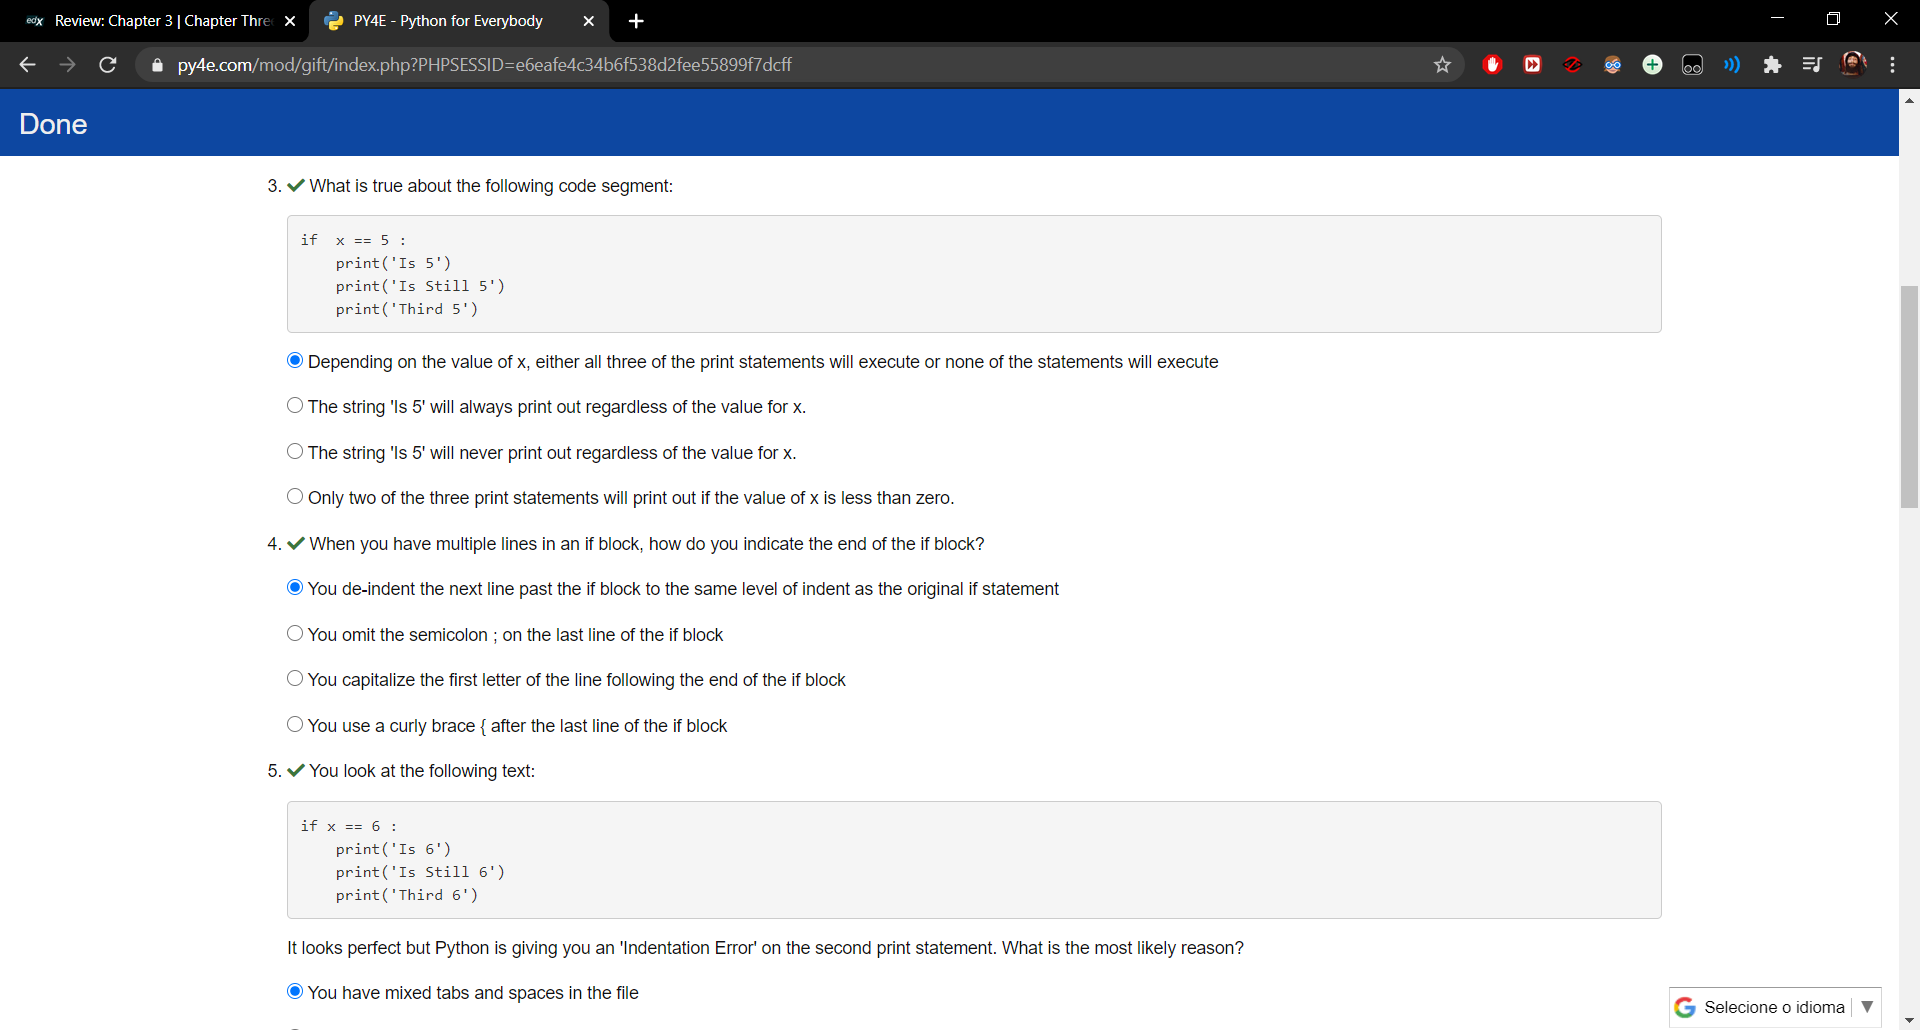 edX Review: Chapter 3 | Chapter Thre
PY4E - Python for Everybody
py4e.com/mod/gift/index.php?PHPSESSID=e6eafe4c34b6f538d2fee55899f7dcff
Done
3. What is true about the following code segment:
if  x == 5 :
    print('Is 5')
    print('Is Still 5')
    print('Third 5')
Depending on the value of x, either all three of the print statements will execute or none of the statements will execute
The string 'Is 5' will always print out regardless of the value for x.
The string 'Is 5' will never print out regardless of the value for x.
Only two of the three print statements will print out if the value of x is less than zero.
4. When you have multiple lines in an if block, how do you indicate the end of the if block?
You de-indent the next line past the if block to the same level of indent as the original if statement
You omit the semicolon ; on the last line of the if block
You capitalize the first letter of the line following the end of the if block
You use a curly brace { after the last line of the if block
5. You look at the following text:
if x == 6 :
    print('Is 6')
    print('Is Still 6')
    print('Third 6')
It looks perfect but Python is giving you an 'Indentation Error' on the second print statement. What is the most likely reason?
You have mixed tabs and spaces in the file
G Selecione o idioma ▼